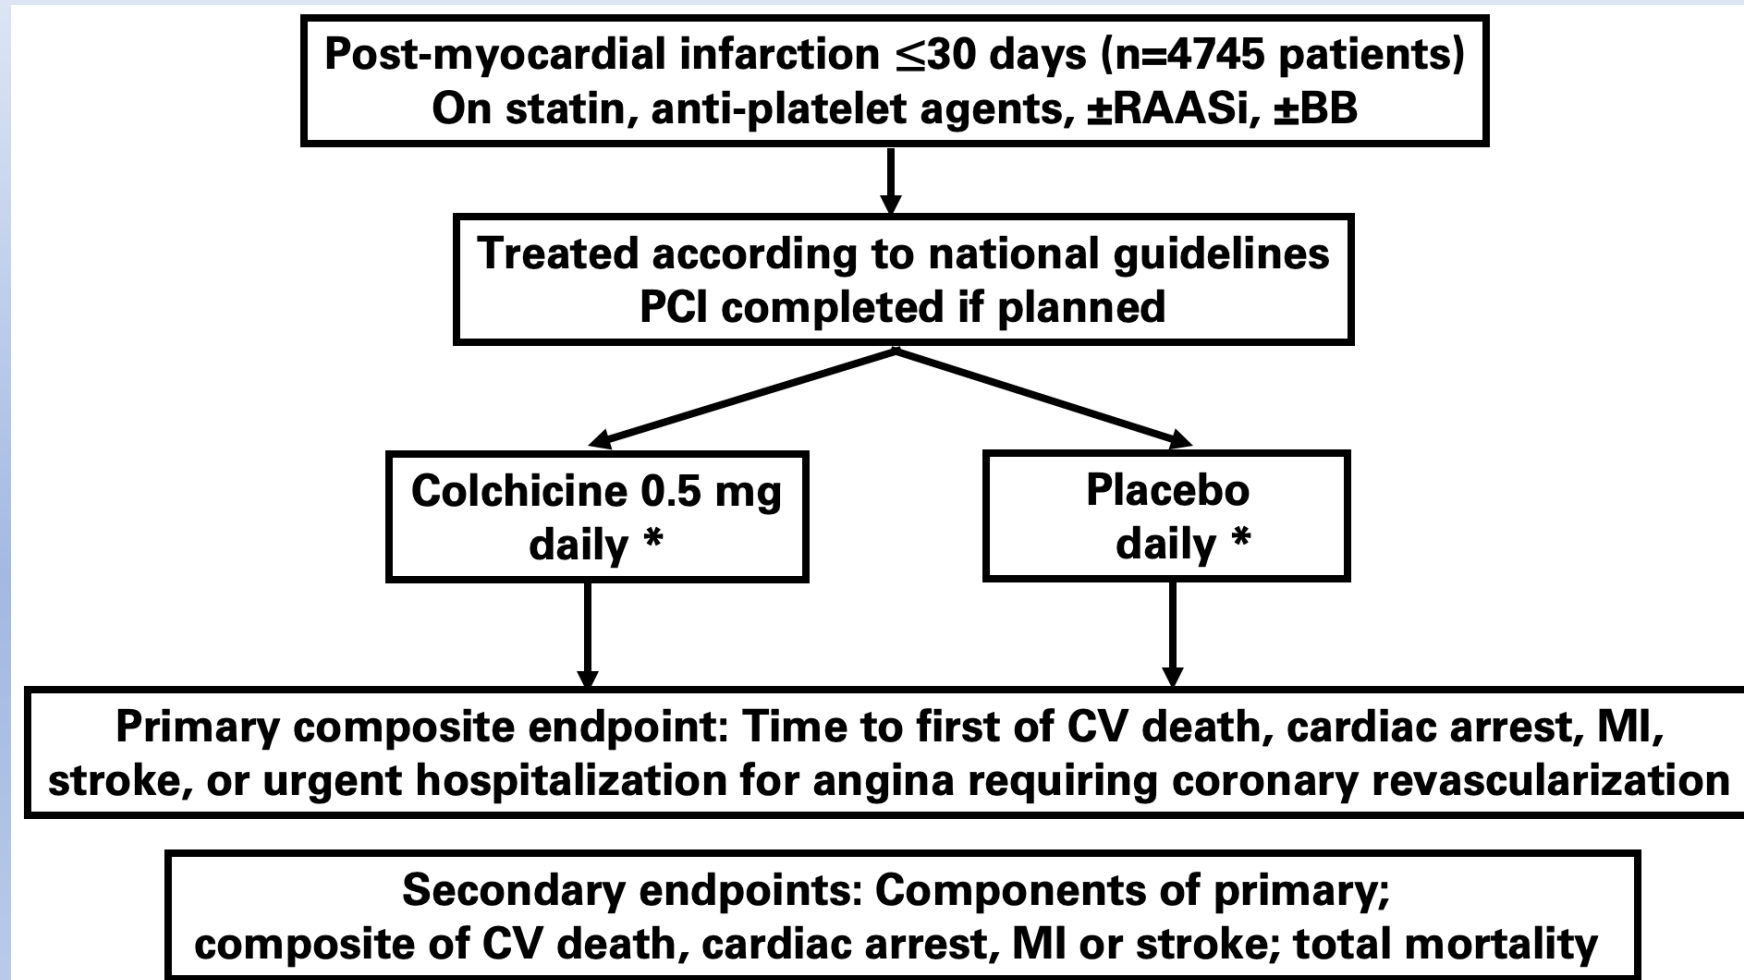 Post-myocardial infarction ≤30 days (n=4745 patients)
On statin, anti-platelet agents, ±RAASi, ±BB
Treated according to national guidelines
PCI completed if planned
Colchicine 0.5 mg
daily *
Placebo
daily *
Primary composite endpoint: Time to first of CV death, cardiac arrest, MI,
stroke, or urgent hospitalization for angina requiring coronary revascularization
Secondary endpoints: Components of primary;
composite of CV death, cardiac arrest, MI or stroke; total mortality